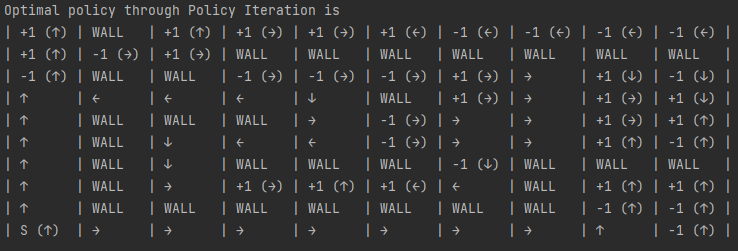 Optimal policy through Policy Iteration is
| +1 (↑) | WALL | +1 (↑) | +1 (→) | +1 (→) | +1 (←) | -1 (←) | -1 (←) | -1 (←) | -1 (←) |
| +1 (↑) | -1 (→) | +1 (→) | WALL | WALL | WALL | WALL | WALL | WALL | WALL |
| -1 (↑) | WALL | WALL | -1 (→) | -1 (→) | -1 (→) | +1 (→) | → | +1 (↓) | -1 (↓) |
| ↑ | ← | ← | ← | ↓ | WALL | +1 (→) | → | +1 (→) | +1 (↓) |
| ↑ | WALL | WALL | WALL | → | -1 (→) | → | → | +1 (↑) | -1 (↑) |
| ↑ | WALL | ↓ | ← | ← | -1 (→) | → | → | +1 (→) | -1 (↑) |
| ↑ | WALL | ↓ | WALL | WALL | WALL | -1 (↓) | WALL | WALL | WALL |
| ↑ | WALL | → | +1 (→) | +1 (↑) | +1 (←) | ← | WALL | +1 (↑) | +1 (↑) |
| ↑ | WALL | WALL | WALL | WALL | WALL | WALL | WALL | -1 (↑) | -1 (↑) |
| S (↑) | → | → | → | → | → | → | → | ↑ | -1 (↑) |